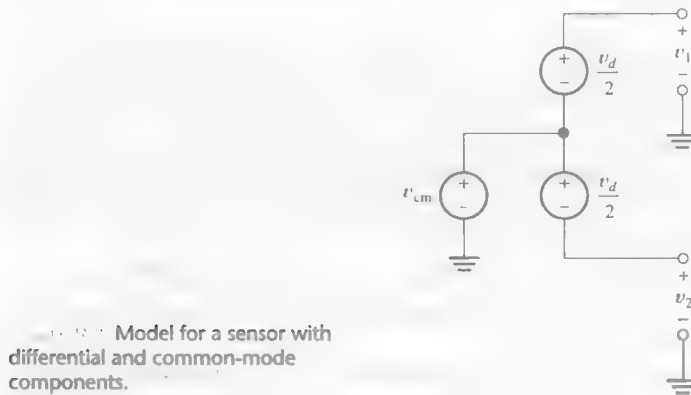 +
v_d
-
2
+
v_1
-
v_cm
+
-
+
v_d
-
2
+
v_2
-
Model for a sensor with
differential and common-mode
components.